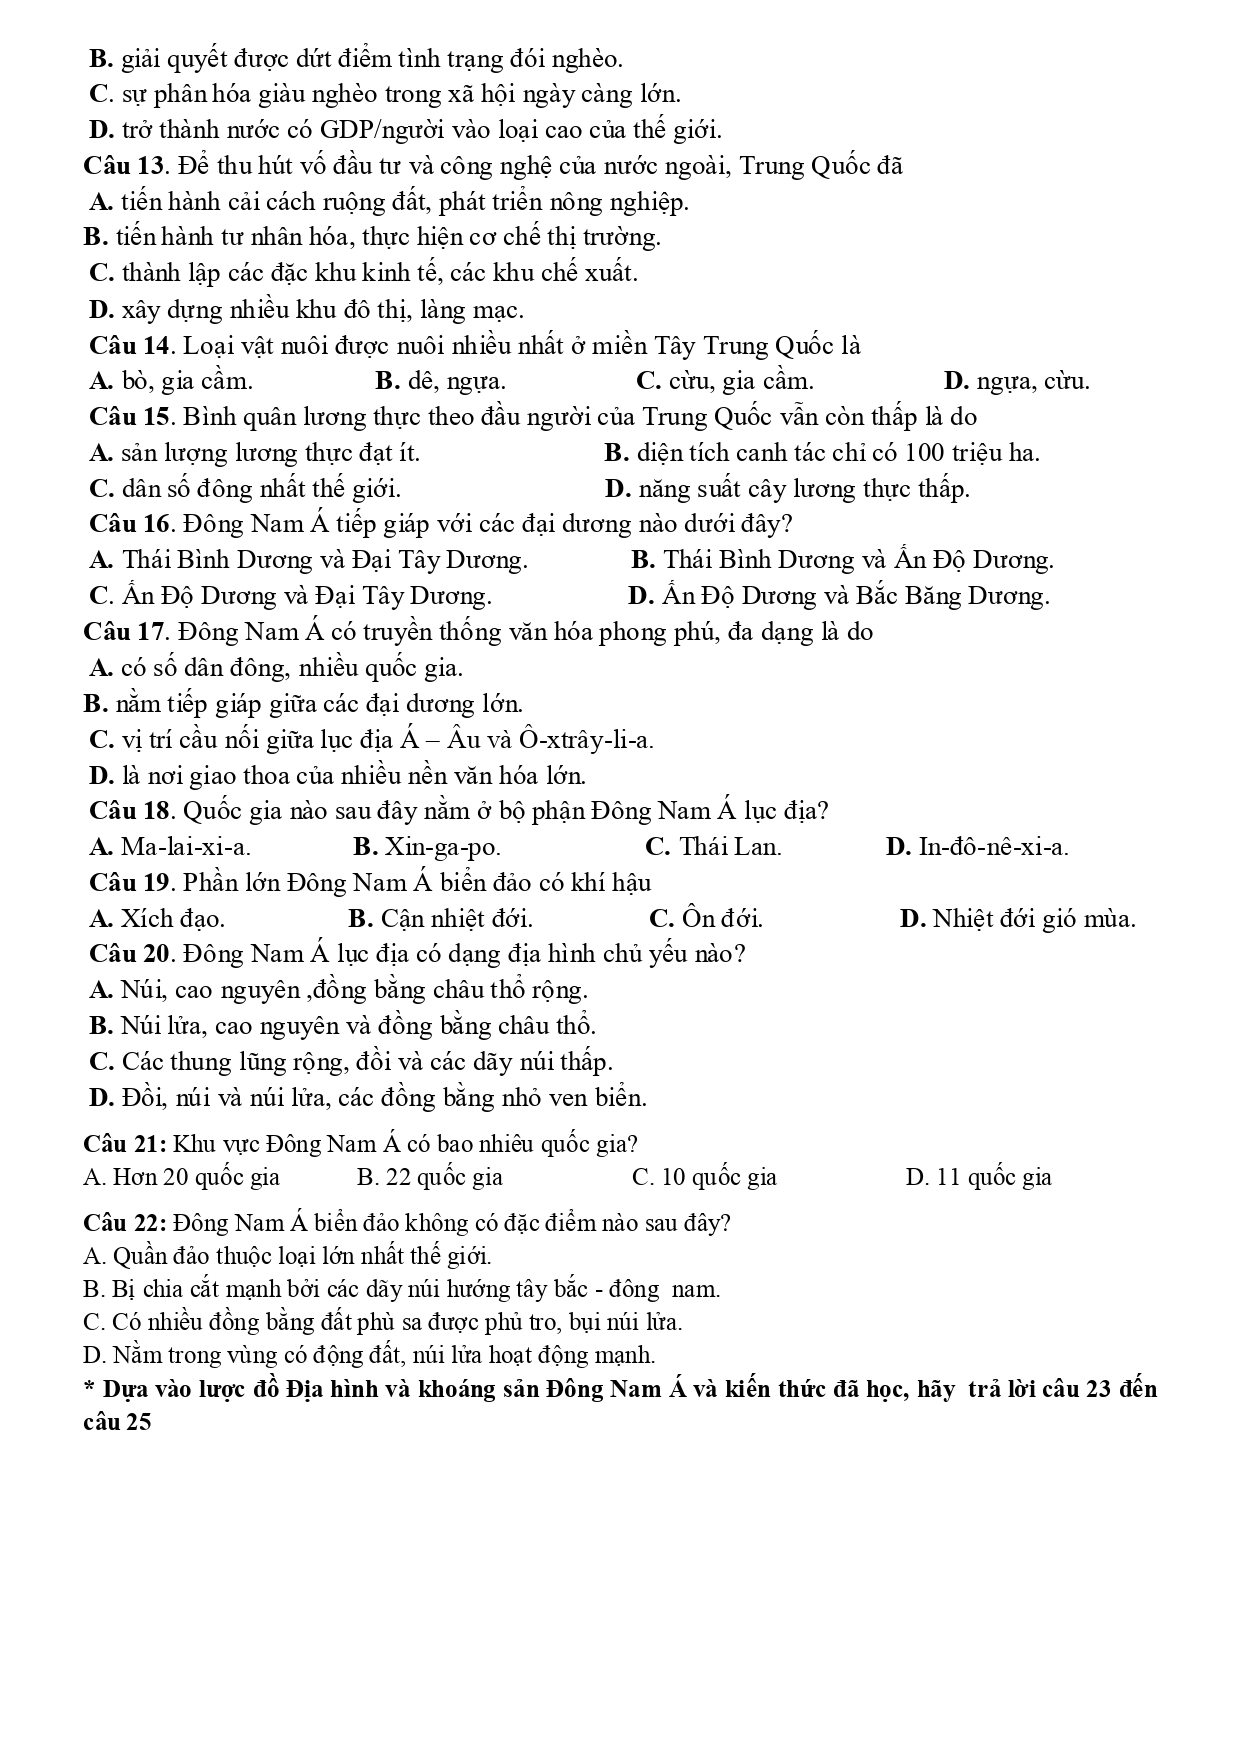 B. giải quyết được dứt điểm tình trạng đói nghèo.
C. sự phân hóa giàu nghèo trong xã hội ngày càng lớn.
D. trở thành nước có GDP/người vào loại cao của thế giới.
Câu 13. Để thu hút vố đầu tư và công nghệ của nước ngoài, Trung Quốc đã
A. tiến hành cải cách ruộng đất, phát triển nông nghiệp.
B. tiến hành tư nhân hóa, thực hiện cơ chế thị trường.
C. thành lập các đặc khu kinh tế, các khu chế xuất.
D. xây dựng nhiều khu đô thị, làng mạc.
Câu 14. Loại vật nuôi được nuôi nhiều nhất ở miền Tây Trung Quốc là
A. bò, gia cầm. B. dê, ngựa. C. cừu, gia cầm. D. ngựa, cừu.
Câu 15. Bình quân lương thực theo đầu người của Trung Quốc vẫn còn thấp là do
A. sản lượng lương thực đạt ít. B. diện tích canh tác chỉ có 100 triệu ha.
C. dân số đông nhất thế giới. D. năng suất cây lương thực thấp.
Câu 16. Đông Nam Á tiếp giáp với các đại dương nào dưới đây?
A. Thái Bình Dương và Đại Tây Dương. B. Thái Bình Dương và Ấn Độ Dương.
C. Ấn Độ Dương và Đại Tây Dương. D. Ấn Độ Dương và Bắc Băng Dương.
Câu 17. Đông Nam Á có truyền thống văn hóa phong phú, đa dạng là do
A. có số dân đông, nhiều quốc gia.
B. nằm tiếp giáp giữa các đại dương lớn.
C. vị trí cầu nối giữa lục địa Á – Âu và Ô-xtrây-li-a.
D. là nơi giao thoa của nhiều nền văn hóa lớn.
Câu 18. Quốc gia nào sau đây nằm ở bộ phận Đông Nam Á lục địa?
A. Ma-lai-xi-a. B. Xin-ga-po. C. Thái Lan. D. In-đô-nê-xi-a.
Câu 19. Phần lớn Đông Nam Á biển đảo có khí hậu
A. Xích đạo. B. Cận nhiệt đới. C. Ôn đới. D. Nhiệt đới gió mùa.
Câu 20. Đông Nam Á lục địa có dạng địa hình chủ yếu nào?
A. Núi, cao nguyên ,đồng bằng châu thổ rộng.
B. Núi lửa, cao nguyên và đồng bằng châu thổ.
C. Các thung lũng rộng, đồi và các dãy núi thấp.
D. Đồi, núi và núi lửa, các đồng bằng nhỏ ven biển.
Câu 21: Khu vực Đông Nam Á có bao nhiêu quốc gia?
A. Hơn 20 quốc gia B. 22 quốc gia C. 10 quốc gia D. 11 quốc gia
Câu 22: Đông Nam Á biển đảo không có đặc điểm nào sau đây?
A. Quần đảo thuộc loại lớn nhất thế giới.
B. Bị chia cắt mạnh bởi các dãy núi hướng tây bắc - đông nam.
C. Có nhiều đồng bằng đất phù sa được phủ tro, bụi núi lửa.
D. Nằm trong vùng có động đất, núi lửa hoạt động mạnh.
* Dựa vào lược đồ Địa hình và khoáng sản Đông Nam Á và kiến thức đã học, hãy trả lời câu 23 đến
câu 25